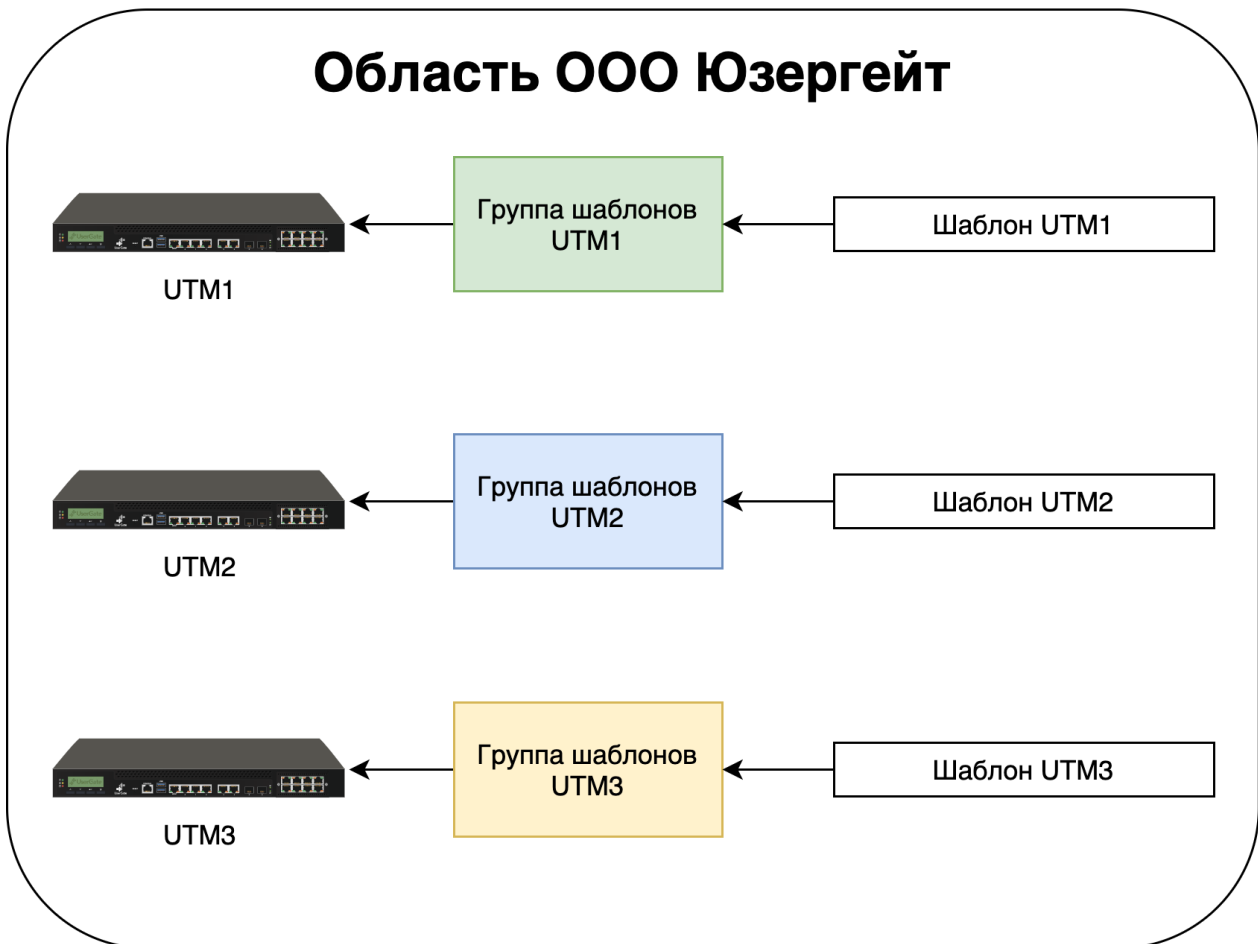 Область ООО Юзергейт
Группа шаблонов
UTM1
Шаблон UTM1
UTM1
Группа шаблонов
UTM2
Шаблон UTM2
UTM2
Группа шаблонов
UTM3
Шаблон UTM3
UTM3